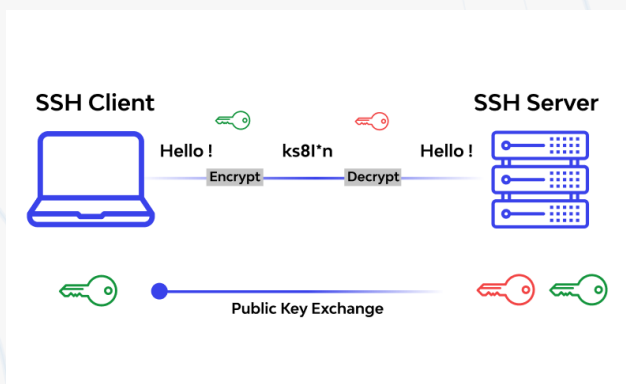 SSH Client
SSH Server
Hello !
ks8l*n
Hello !
Encrypt
Decrypt
Public Key Exchange